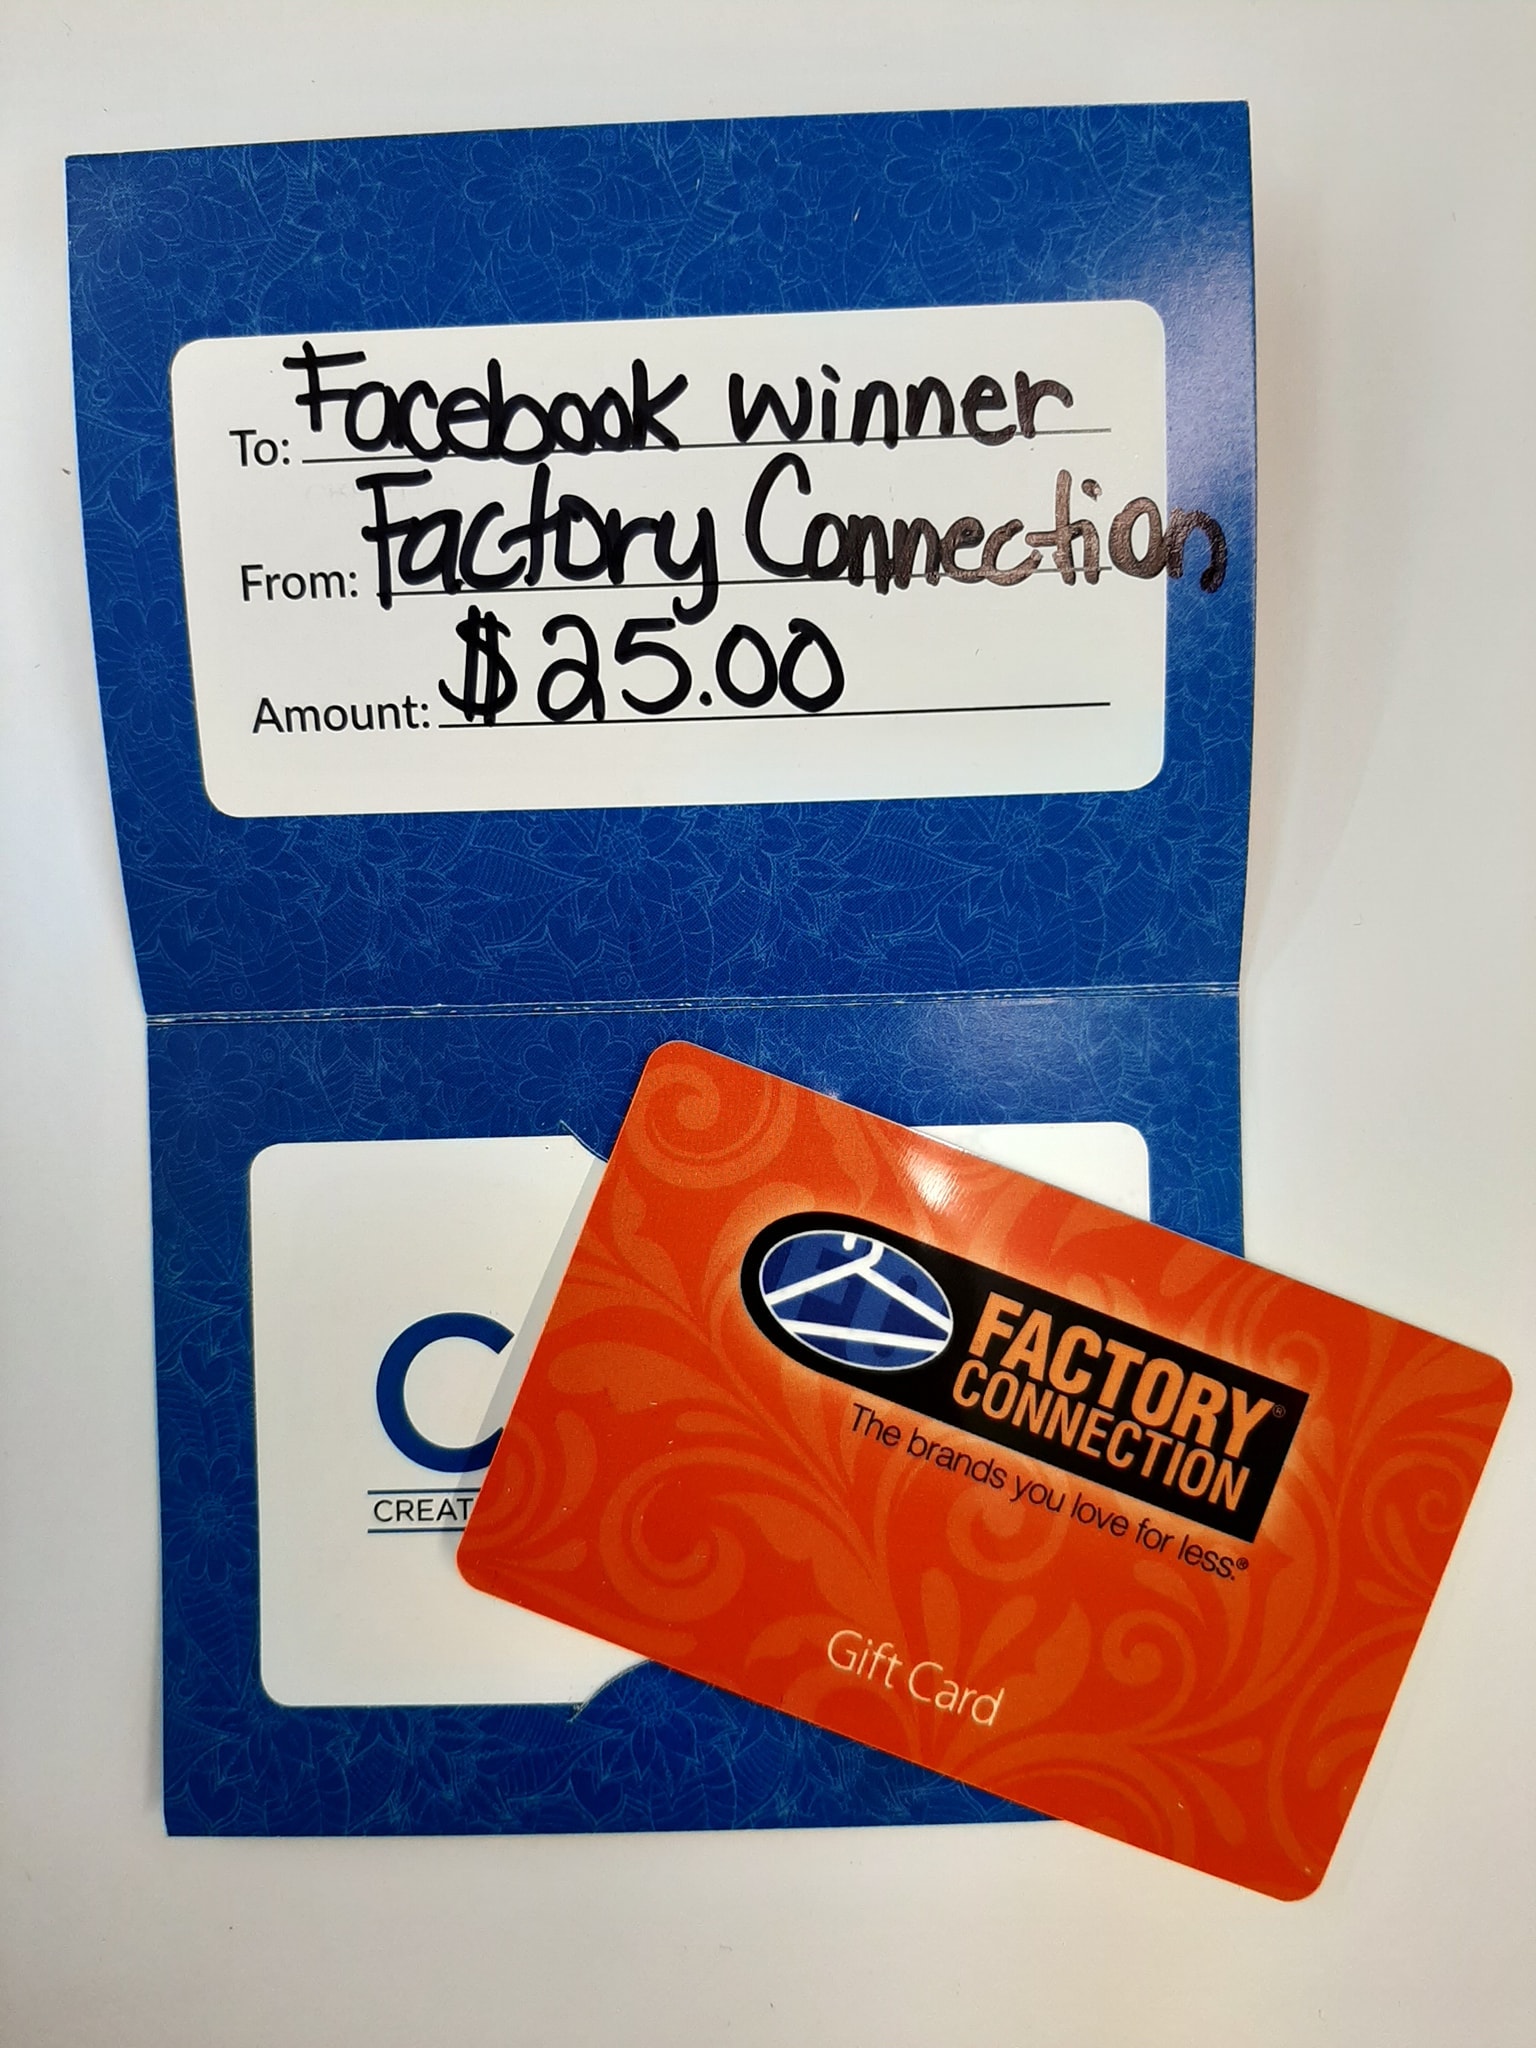 To: Facebook winner
From: Factory Connection
Amount: $25.00
C
CREAT
FACTORY®
CONNECTION
The brands you love for less.®
Gift Card